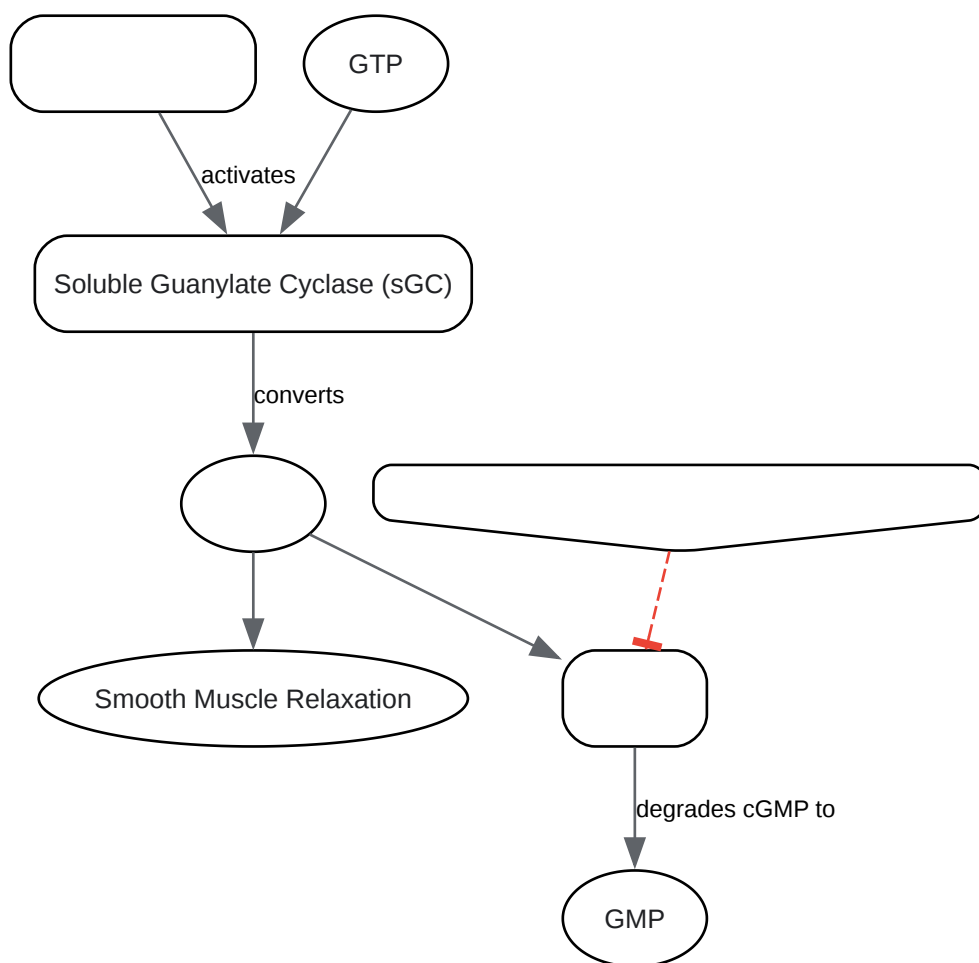 GTP
activates
Soluble Guanylate Cyclase (sGC)
converts
Smooth Muscle Relaxation
degrades cGMP to
GMP